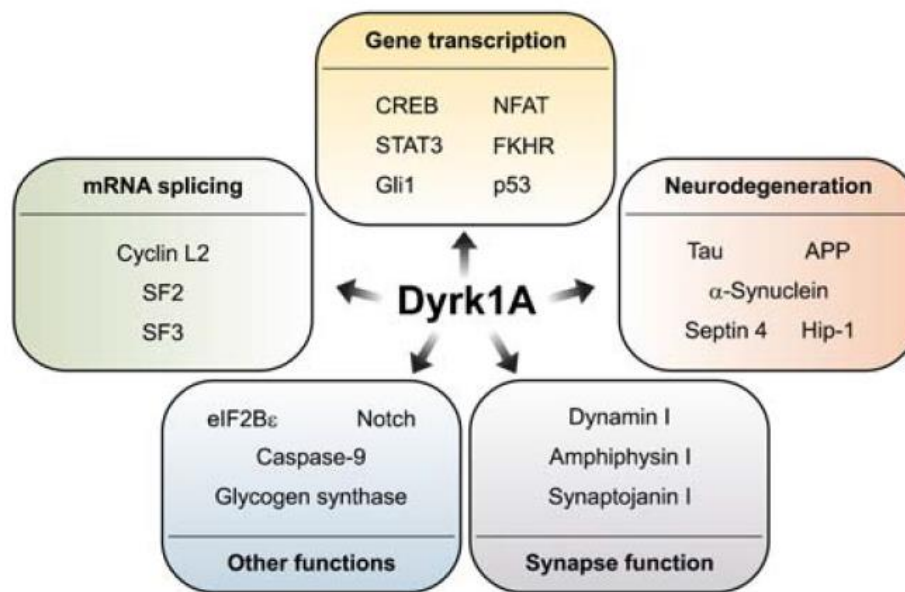 Gene transcription
CREB NFAT
STAT3 FKHR
Gli1 p53
mRNA splicing
Cyclin L2
SF2
SF3
Neurodegeneration
Tau APP
α-Synuclein
Septin 4 Hip-1
Dyrk1A
eIF2Bε Notch
Caspase-9
Glycogen synthase
Other functions
Dynamin I
Amphiphysin I
Synaptojanin I
Synapse function